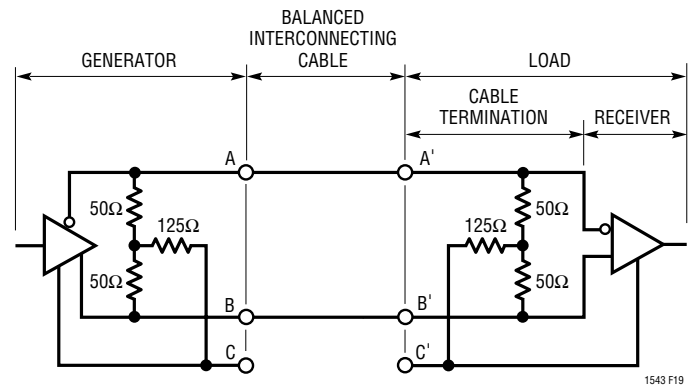 BALANCED
INTERCONNECTING
CABLE
GENERATOR
LOAD
CABLE
TERMINATION
RECEIVER
A
A'
50Ω
125Ω
50Ω
125Ω
50Ω
50Ω
B
B'
C
C'
1543 F19